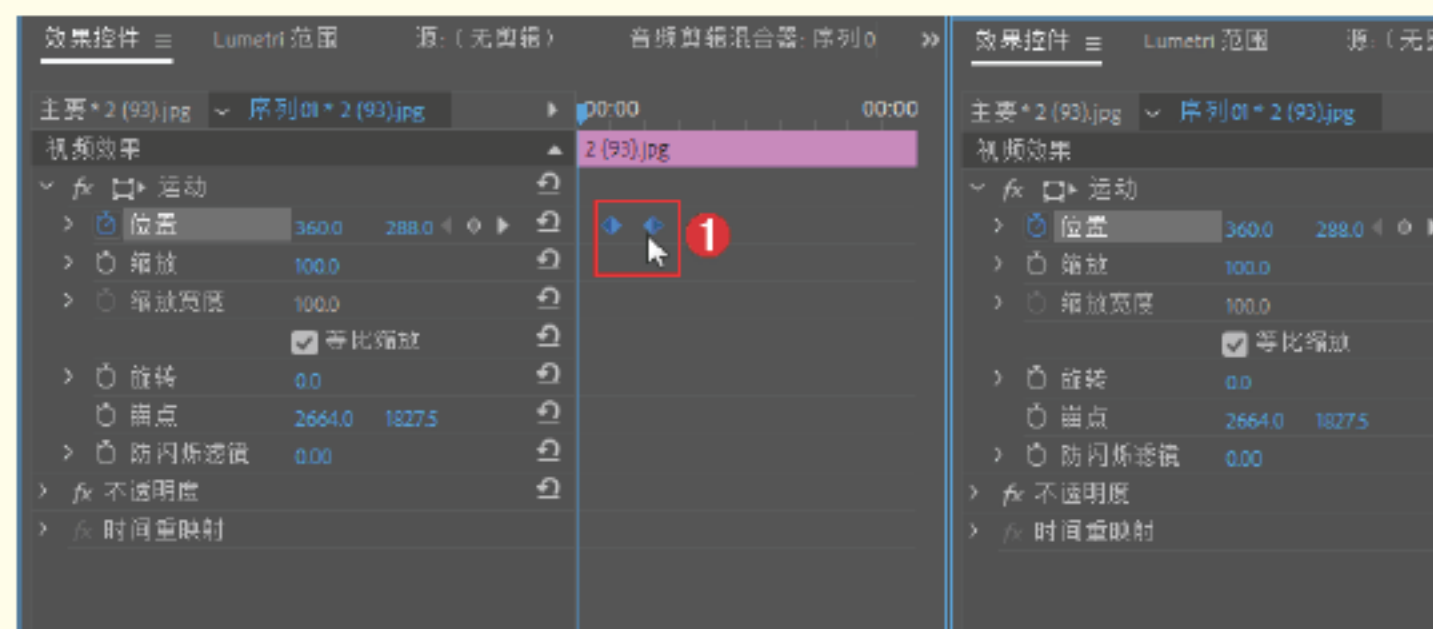 效果控件 Lumetri 范围 源:(无剪辑) 音频剪辑混合器: 序列 0
主要 * 2 (93).jpg 序列 01 * 2 (93).jpg 00:00 00:00
视频效果 2 (93).jpg
fx 运动
位置 360.0 288.0 1
缩放 100.0
缩放宽度 100.0
等比缩放
旋转 0.0
锚点 2664.0 1827.5
防闪烁滤镜 0.00
fx 不透明度
fx 时间重映射
效果控件 Lumetri 范围 源:(无
主要 * 2 (93).jpg 序列 01 * 2 (93).jpg
视频效果
fx 运动
位置 360.0 288.0
缩放 100.0
缩放宽度 100.0
等比缩放
旋转 0.0
锚点 2664.0 1827.5
防闪烁滤镜 0.00
fx 不透明度
fx 时间重映射